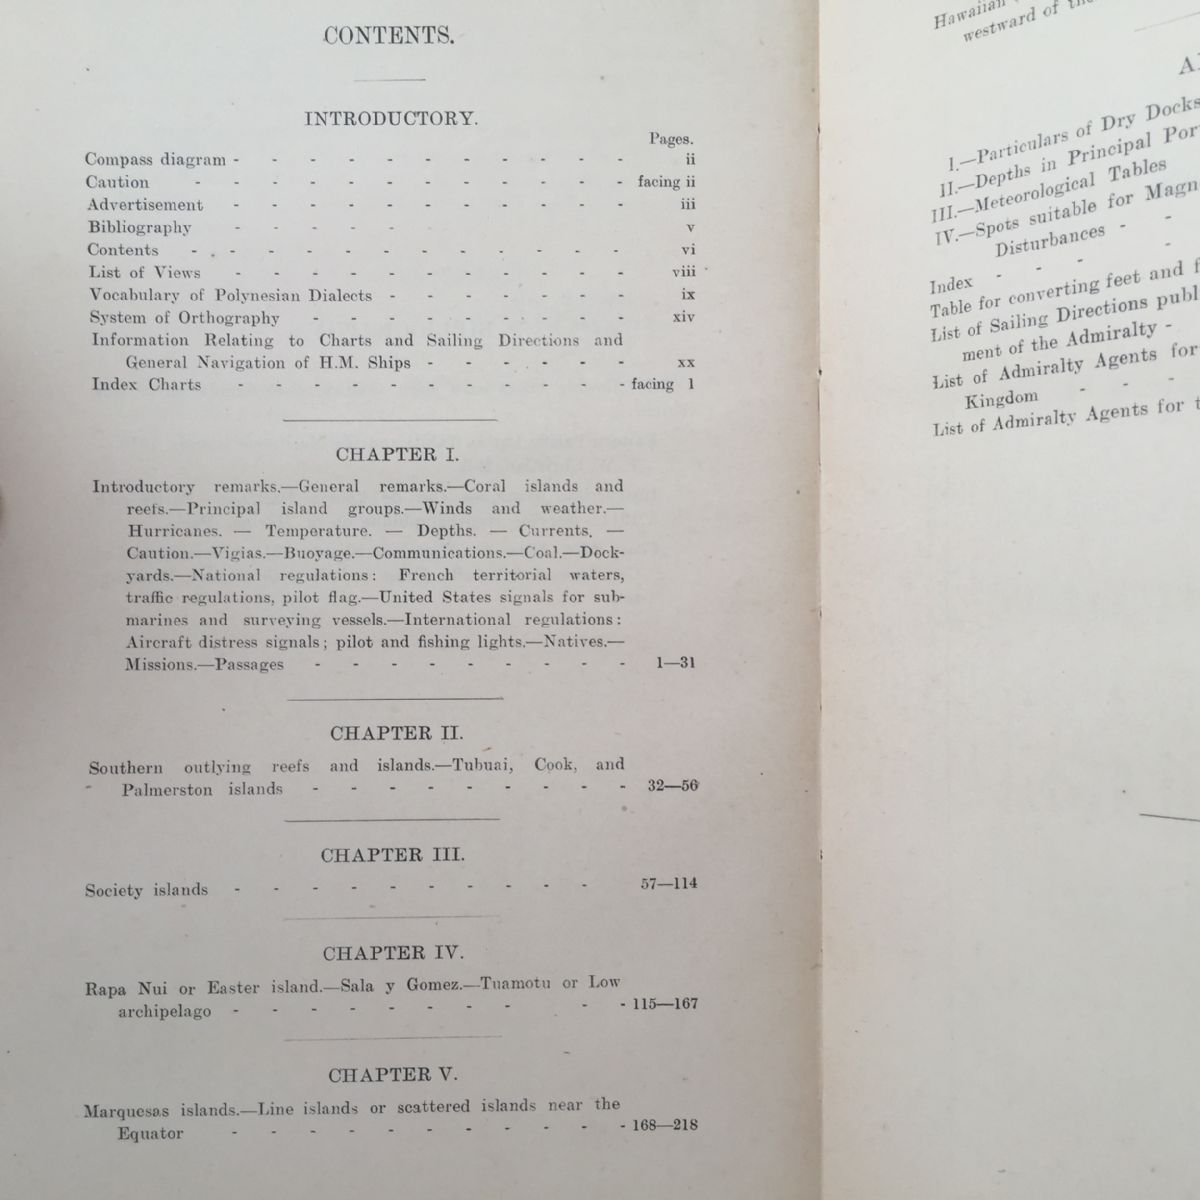 CONTENTS.
INTRODUCTORY.
Pages.
Compass diagram - - - - - - - - - - - ii
Caution - - - - - - - - - - - - facing ii
Advertisement - - - - - - - - - - - iii
Bibliography - - - - - - - - - - - v
Contents - - - - - - - - - - - - vi
List of Views - - - - - - - - - - - viii
Vocabulary of Polynesian Dialects - - - - - - - ix
System of Orthography - - - - - - - - - xiv
Information Relating to Charts and Sailing Directions and
General Navigation of H.M. Ships - - - - - - xx
Index Charts - - - - - - - - - - - facing 1
CHAPTER I.
Introductory remarks.—General remarks.—Coral islands and
reefs.—Principal island groups.—Winds and weather.—
Hurricanes. — Temperature. — Depths. — Currents. —
Caution.—Vigias.—Buoyage.—Communications.—Coal.—Dock-
yards.—National regulations: French territorial waters,
traffic regulations, pilot flag.—United States signals for sub-
marines and surveying vessels.—International regulations:
Aircraft distress signals; pilot and fishing lights.—Natives.—
Missions.—Passages - - - - - - - - - 1—31
CHAPTER II.
Southern outlying reefs and islands.—Tubuai, Cook, and
Palmerston islands - - - - - - - - - 32—56
CHAPTER III.
Society islands - - - - - - - - - - 57—114
CHAPTER IV.
Rapa Nui or Easter island.—Sala y Gomez.—Tuamotu or Low
archipelago - - - - - - - - - - 115—167
CHAPTER V.
Marquesas islands.—Line islands or scattered islands near the
Equator - - - - - - - - - - - 168—218
Hawaiian
westward of
I.—Particulars of Dry Docks
II.—Depths in Principal
III.—Meteorological Tables
IV.—Spots suitable for
Disturbances - -
Index - - - -
Table for converting feet and
List of Sailing Directions
ment of the Admiralty -
List of Admiralty Agents for
Kingdom - - -
List of Admiralty Agents for